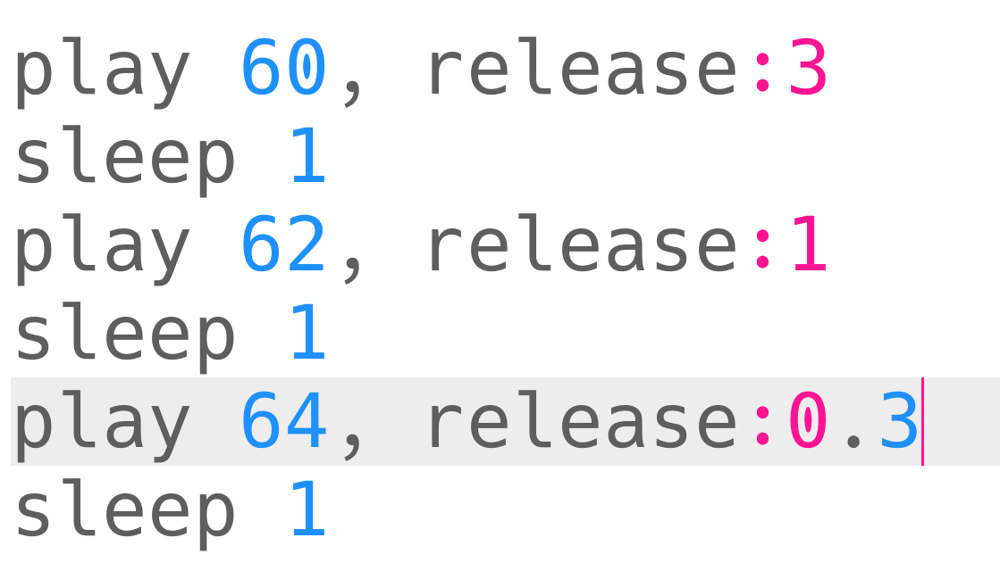 play 60, release:3
sleep 1
play 62, release:1
sleep 1
play 64, release:0.3
sleep 1